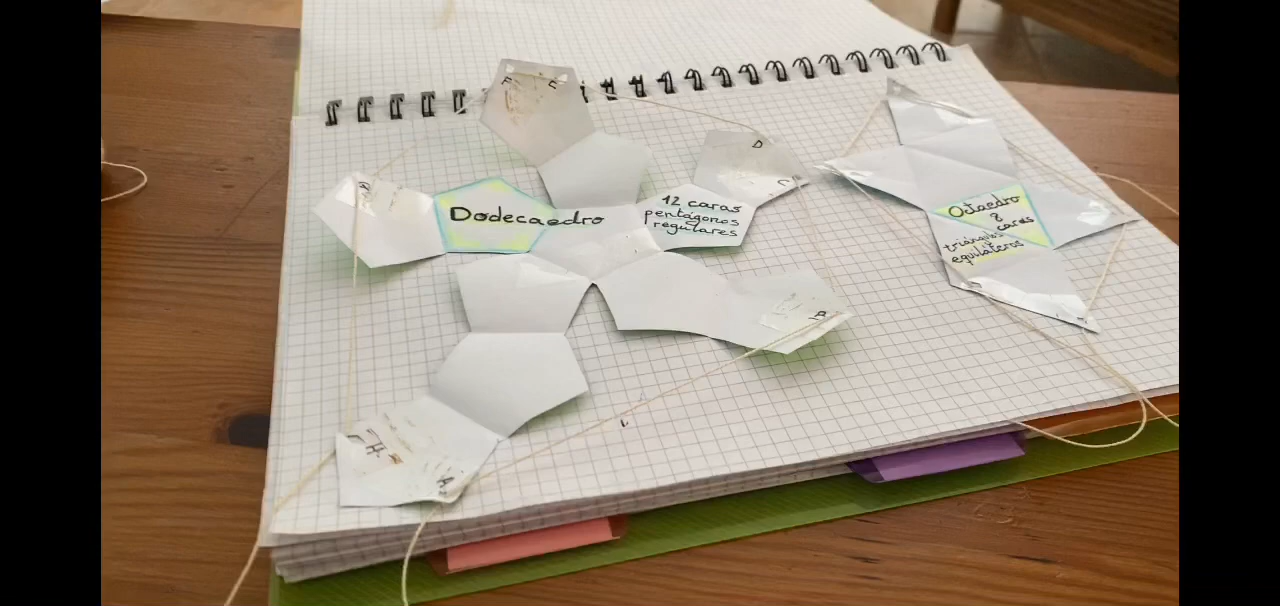 F E
D
C
Dodecaedro
12 caras
pentágonos
regulares
B
H
A
Octaedro
8
caras
triángulos
equiláteros